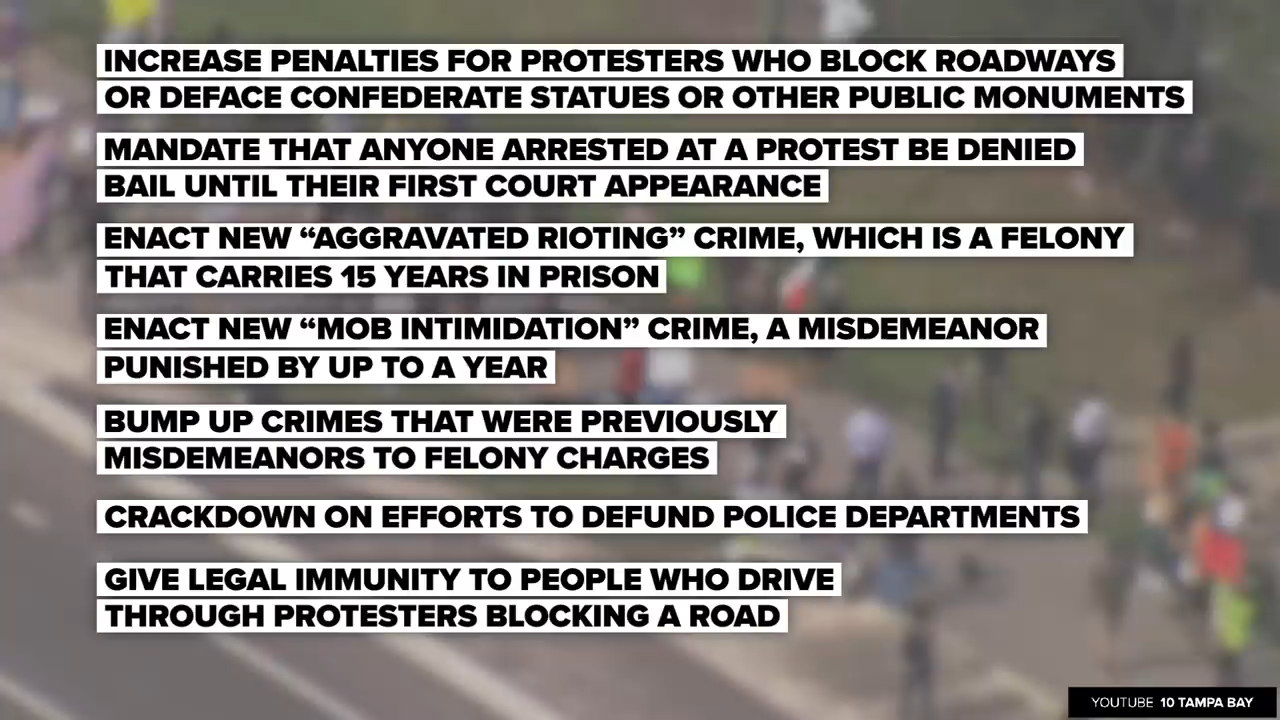 INCREASE PENALTIES FOR PROTESTERS WHO BLOCK ROADWAYS
OR DEFACE CONFEDERATE STATUES OR OTHER PUBLIC MONUMENTS
MANDATE THAT ANYONE ARRESTED AT A PROTEST BE DENIED
BAIL UNTIL THEIR FIRST COURT APPEARANCE
ENACT NEW “AGGRAVATED RIOTING” CRIME, WHICH IS A FELONY
THAT CARRIES 15 YEARS IN PRISON
ENACT NEW “MOB INTIMIDATION” CRIME, A MISDEMEANOR
PUNISHED BY UP TO A YEAR
BUMP UP CRIMES THAT WERE PREVIOUSLY
MISDEMEANORS TO FELONY CHARGES
CRACKDOWN ON EFFORTS TO DEFUND POLICE DEPARTMENTS
GIVE LEGAL IMMUNITY TO PEOPLE WHO DRIVE
THROUGH PROTESTERS BLOCKING A ROAD
YOUTUBE 10 TAMPA BAY